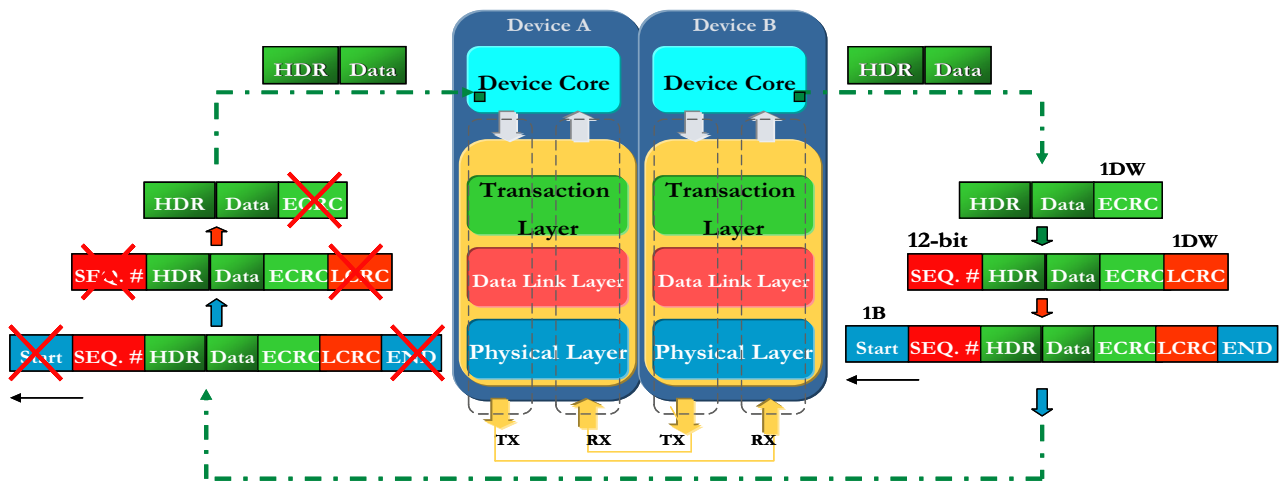 Device A
Device B
HDR Data
Device Core
Device Core
HDR Data
1DW
HDR Data ECRC
Transaction
Layer
Transaction
Layer
HDR Data ECRC
12-bit
1DW
SEQ. # HDR Data ECRC LCRC
Data Link Layer
Data Link Layer
SEQ. # HDR Data ECRC LCRC
1B
Start SEQ. # HDR Data ECRC LCRC END
Physical Layer
Physical Layer
Start SEQ. # HDR Data ECRC LCRC END
TX
RX
TX
RX